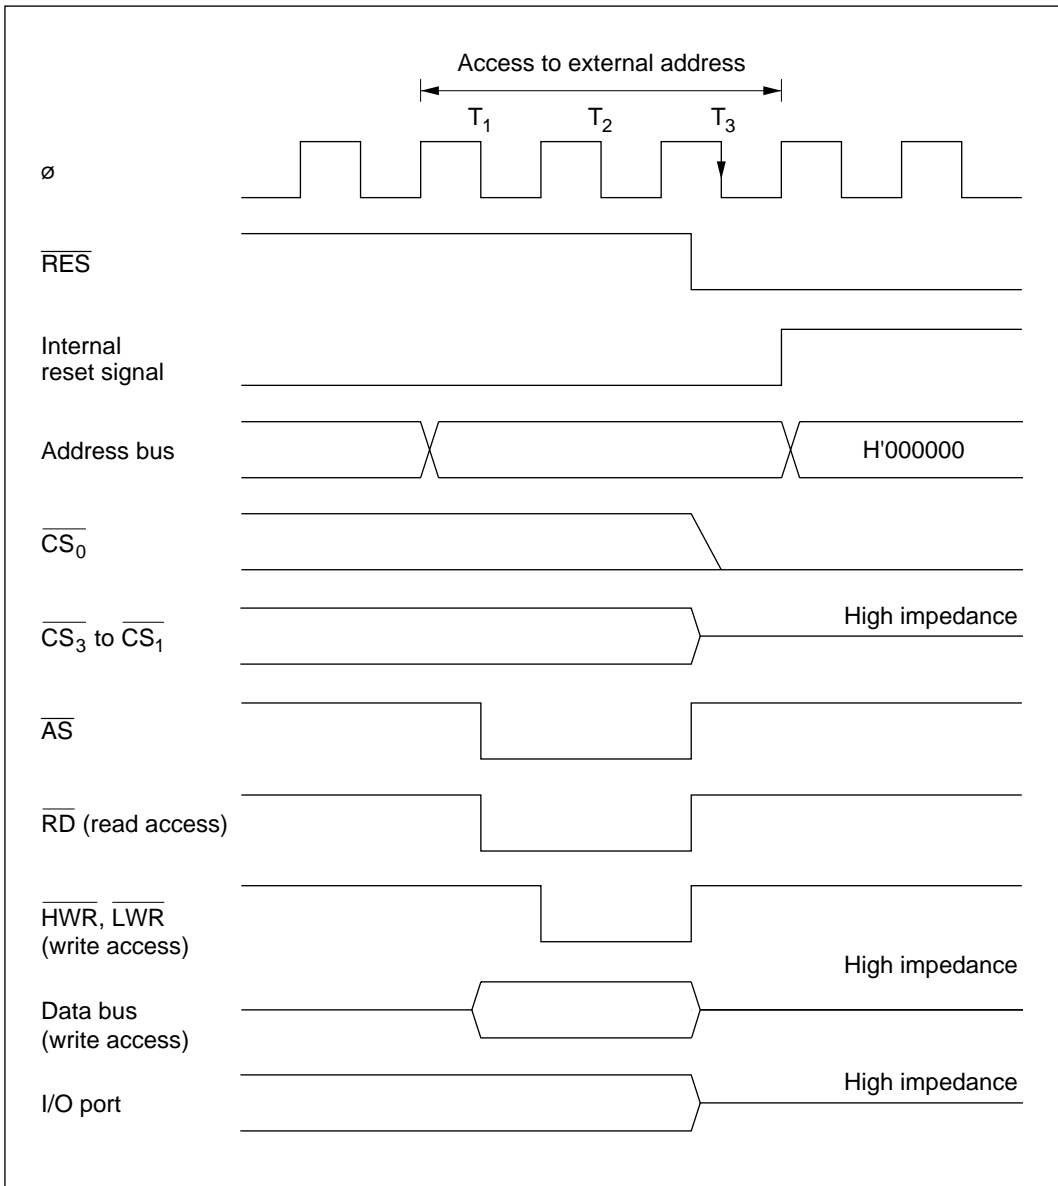 Access to external address
T1 T2 T3
ø
RES
Internal
reset signal
Address bus
H'000000
CS0
CS3 to CS1
High impedance
AS
RD (read access)
HWR, LWR
(write access)
High impedance
Data bus
(write access)
High impedance
I/O port